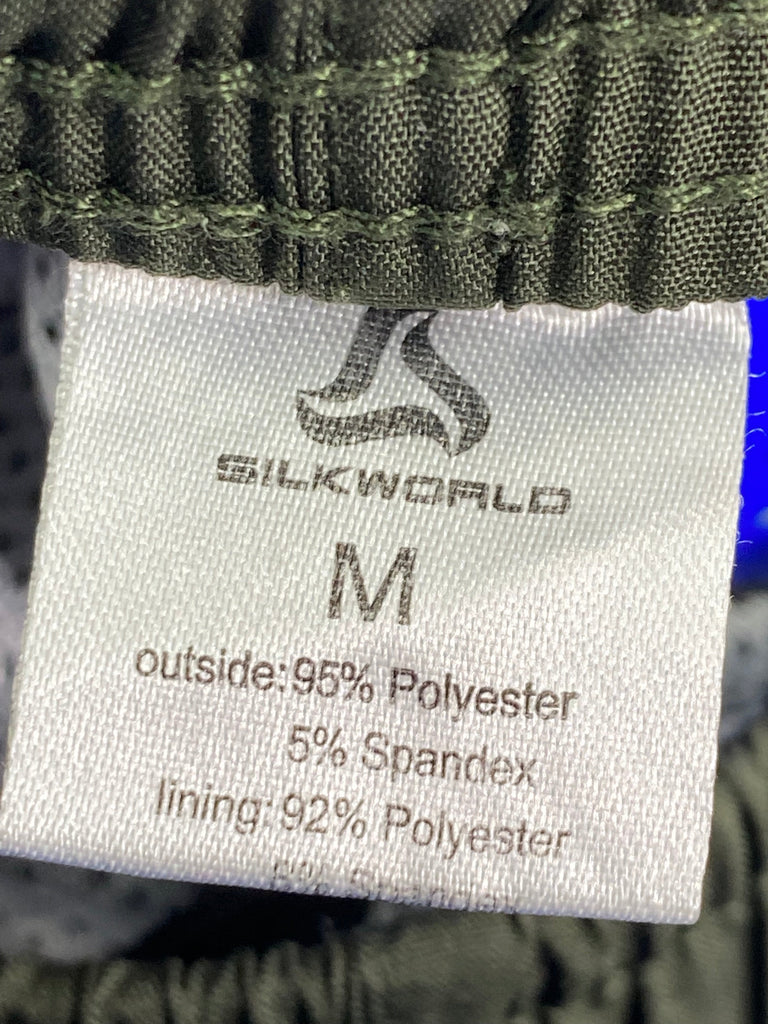 SILKWORLD
M
outside: 95% Polyester
5% Spandex
lining: 92% Polyester